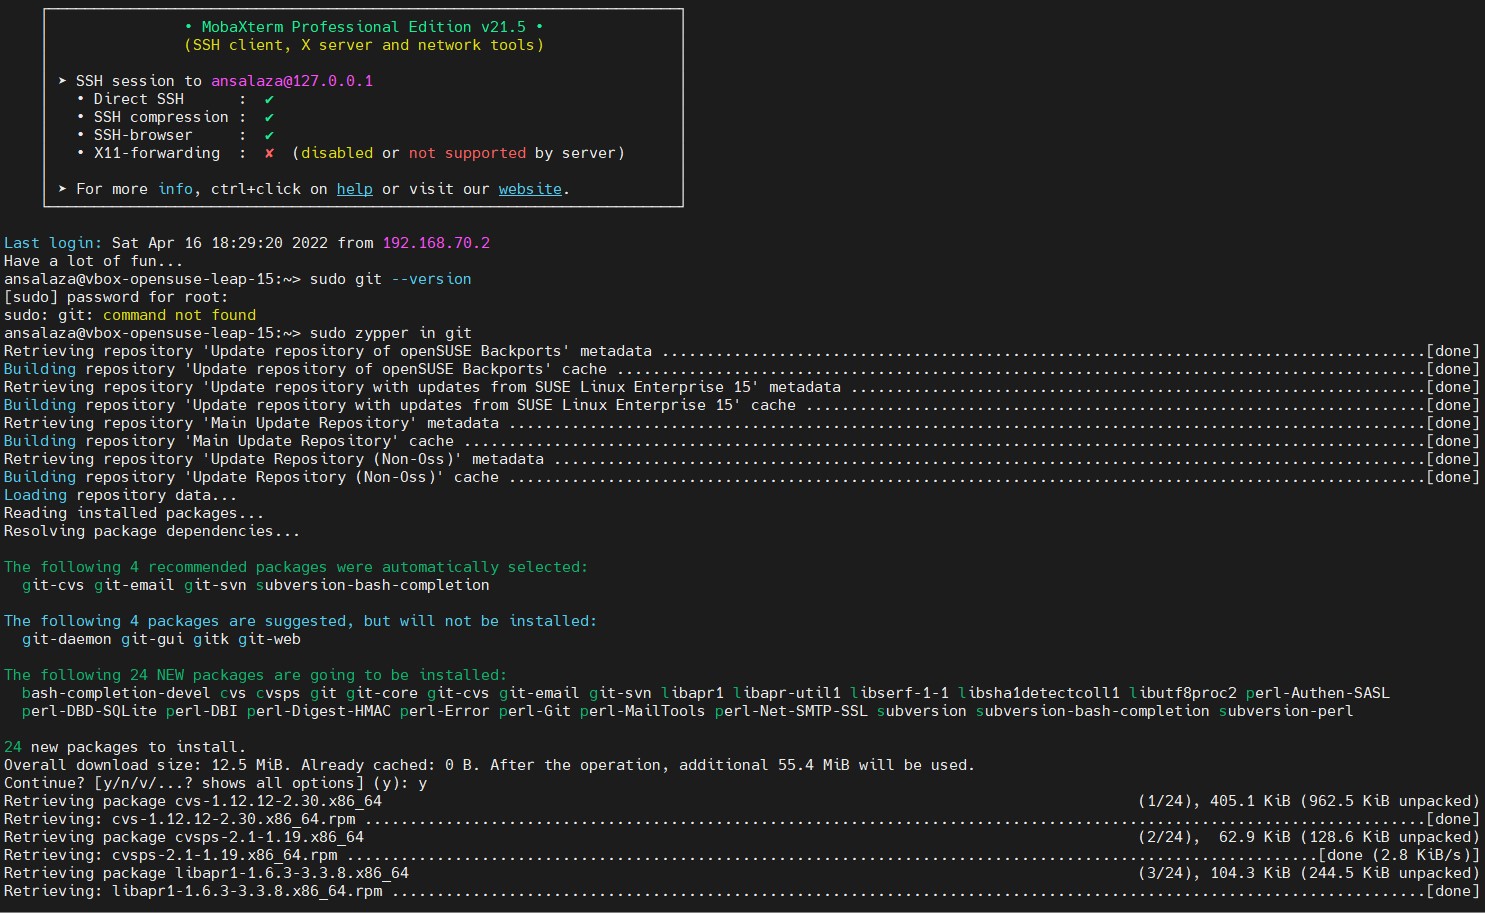 • MobaXterm Professional Edition v21.5 •
(SSH client, X server and network tools)
➤ SSH session to ansalaza@127.0.0.1
• Direct SSH      :  ✔
• SSH compression :  ✔
• SSH-browser     :  ✔
• X11-forwarding  :  ✘  (disabled or not supported by server)
➤ For more info, ctrl+click on help or visit our website.
Last login: Sat Apr 16 18:29:20 2022 from 192.168.70.2
Have a lot of fun...
ansalaza@vbox-opensuse-leap-15:~> sudo git --version
[sudo] password for root:
sudo: git: command not found
ansalaza@vbox-opensuse-leap-15:~> sudo zypper in git
Retrieving repository 'Update repository of openSUSE Backports' metadata .....................................................................................[done]
Building repository 'Update repository of openSUSE Backports' cache ..........................................................................................[done]
Retrieving repository 'Update repository with updates from SUSE Linux Enterprise 15' metadata ................................................................[done]
Building repository 'Update repository with updates from SUSE Linux Enterprise 15' cache .....................................................................[done]
Retrieving repository 'Main Update Repository' metadata ......................................................................................................[done]
Building repository 'Main Update Repository' cache ...........................................................................................................[done]
Retrieving repository 'Update Repository (Non-Oss)' metadata .................................................................................................[done]
Building repository 'Update Repository (Non-Oss)' cache ......................................................................................................[done]
Loading repository data...
Reading installed packages...
Resolving package dependencies...
The following 4 recommended packages were automatically selected:
git-cvs git-email git-svn subversion-bash-completion
The following 4 packages are suggested, but will not be installed:
git-daemon git-gui gitk git-web
The following 24 NEW packages are going to be installed:
bash-completion-devel cvs cvsps git git-core git-cvs git-email git-svn libapr1 libapr-util1 libserf-1-1 libsha1detectcoll1 libutf8proc2 perl-Authen-SASL
perl-DBD-SQLite perl-DBI perl-Digest-HMAC perl-Error perl-Git perl-MailTools perl-Net-SMTP-SSL subversion subversion-bash-completion subversion-perl
24 new packages to install.
Overall download size: 12.5 MiB. Already cached: 0 B. After the operation, additional 55.4 MiB will be used.
Continue? [y/n/v/...? shows all options] (y): y
Retrieving package cvs-1.12.12-2.30.x86_64 (1/24), 405.1 KiB (962.5 KiB unpacked)
Retrieving: cvs-1.12.12-2.30.x86_64.rpm ......................................................................................................................[done]
Retrieving package cvsps-2.1-1.19.x86_64 (2/24),  62.9 KiB (128.6 KiB unpacked)
Retrieving: cvsps-2.1-1.19.x86_64.rpm ............................................................................................................[done (2.8 KiB/s)]
Retrieving package libapr1-1.6.3-3.3.8.x86_64 (3/24), 104.3 KiB (244.5 KiB unpacked)
Retrieving: libapr1-1.6.3-3.3.8.x86_64.rpm ...................................................................................................................[done]